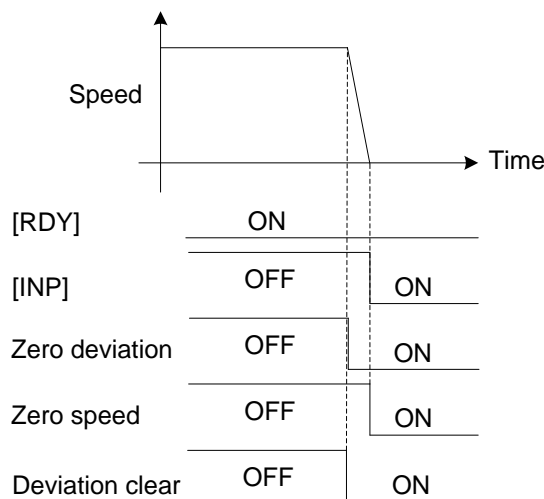 Speed
Time
[RDY] ON
[INP] OFF ON
Zero deviation OFF ON
Zero speed OFF ON
Deviation clear OFF ON